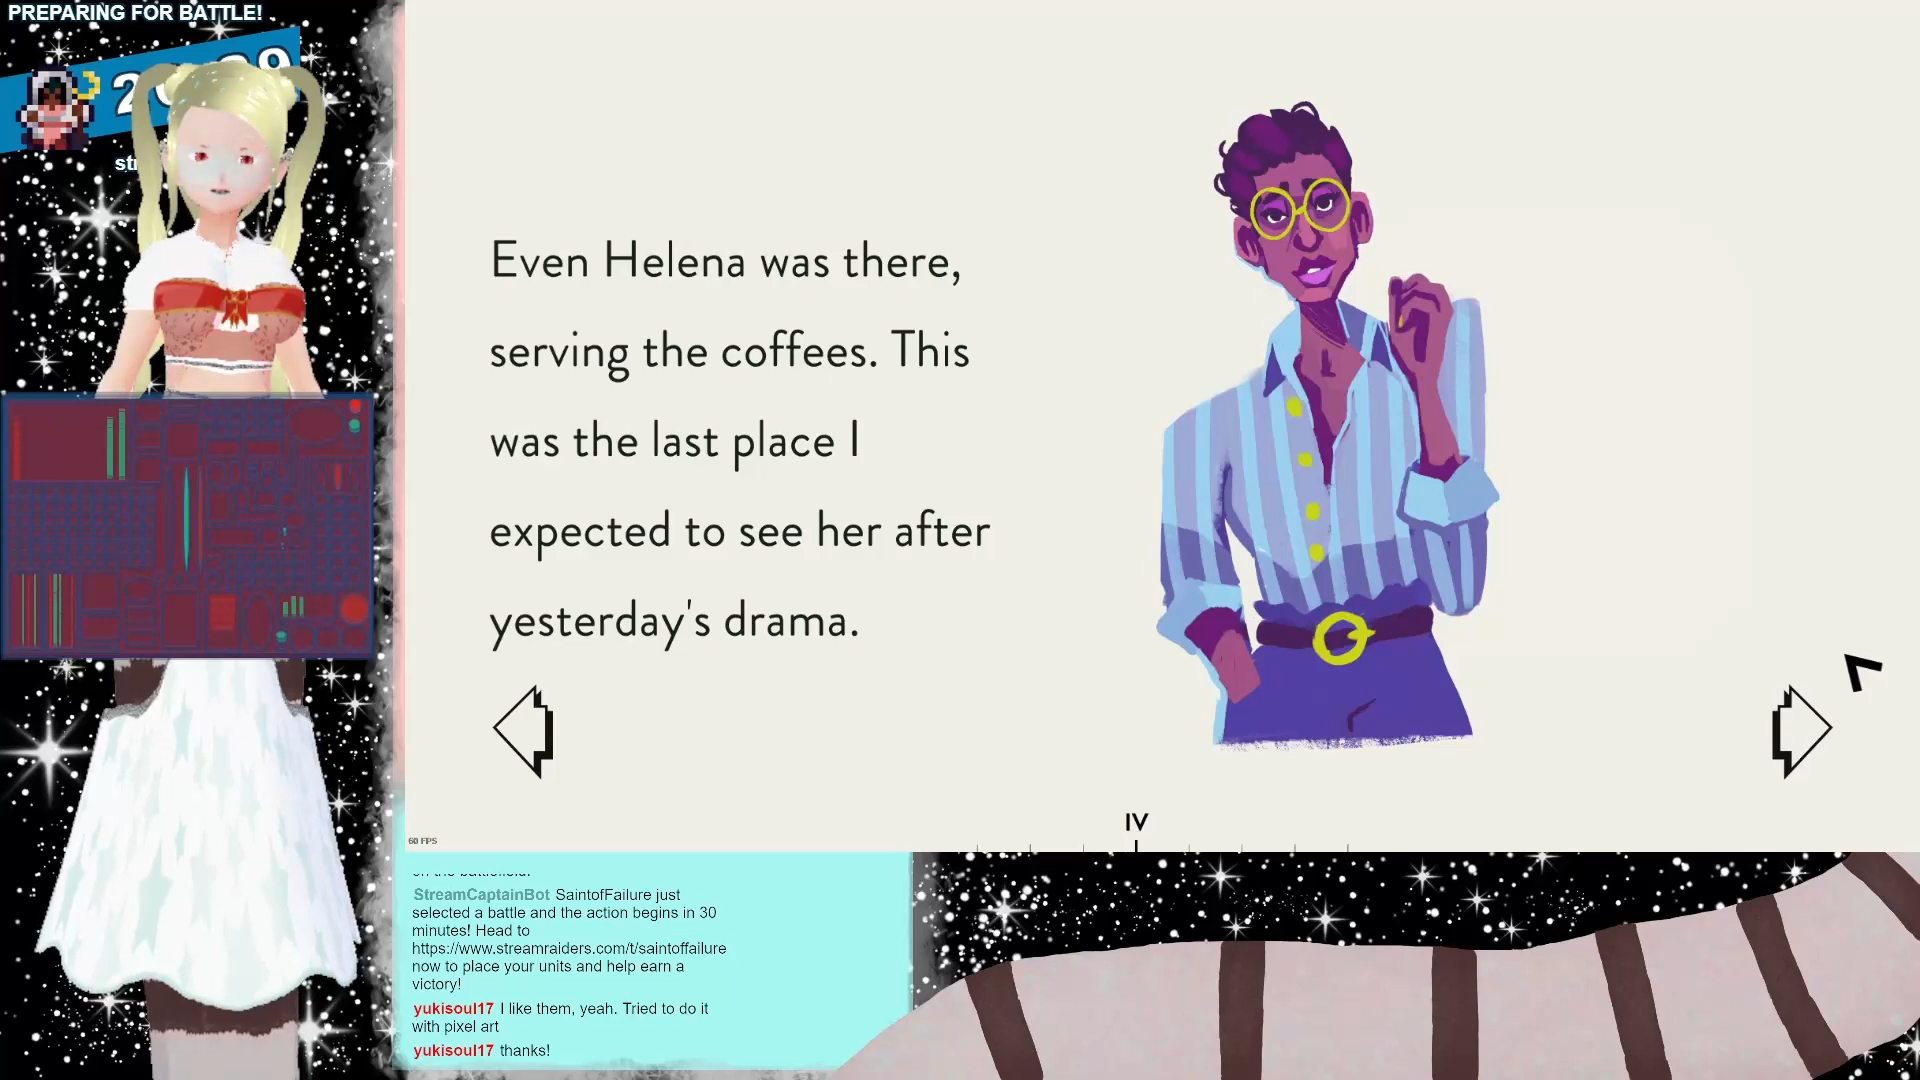 PREPARING FOR BATTLE!
Even Helena was there,
serving the coffees. This
was the last place I
expected to see her after
yesterday's drama.
IV
60 FPS
StreamCaptainBot SaintofFailure just
selected a battle and the action begins in 30
minutes! Head to
https://www.streamraiders.com/t/saintoffailure
now to place your units and help earn a
victory!
yukisoul17 I like them, yeah. Tried to do it
with pixel art
yukisoul17 thanks!